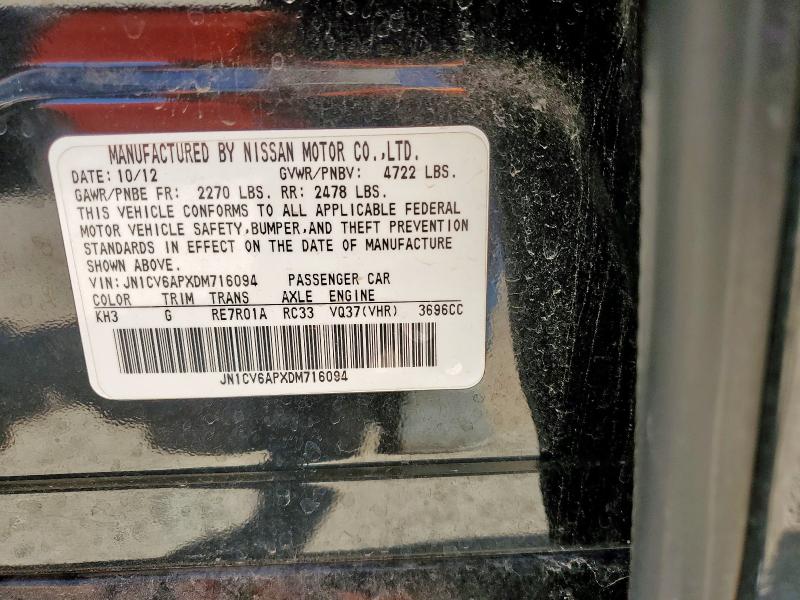 MANUFACTURED BY NISSAN MOTOR CO.,LTD.
DATE: 10/12 GVWR/PNBV: 4722 LBS.
GAWR/PNBE FR: 2270 LBS. RR: 2478 LBS.
THIS VEHICLE CONFORMS TO ALL APPLICABLE FEDERAL
MOTOR VEHICLE SAFETY,BUMPER,AND THEFT PREVENTION
STANDARDS IN EFFECT ON THE DATE OF MANUFACTURE
SHOWN ABOVE.
VIN: JN1CV6APXDM716094 PASSENGER CAR
COLOR TRIM TRANS AXLE ENGINE
KH3 G RE7R01A RC33 VQ37(VHR) 3696CC
JN1CV6APXDM716094